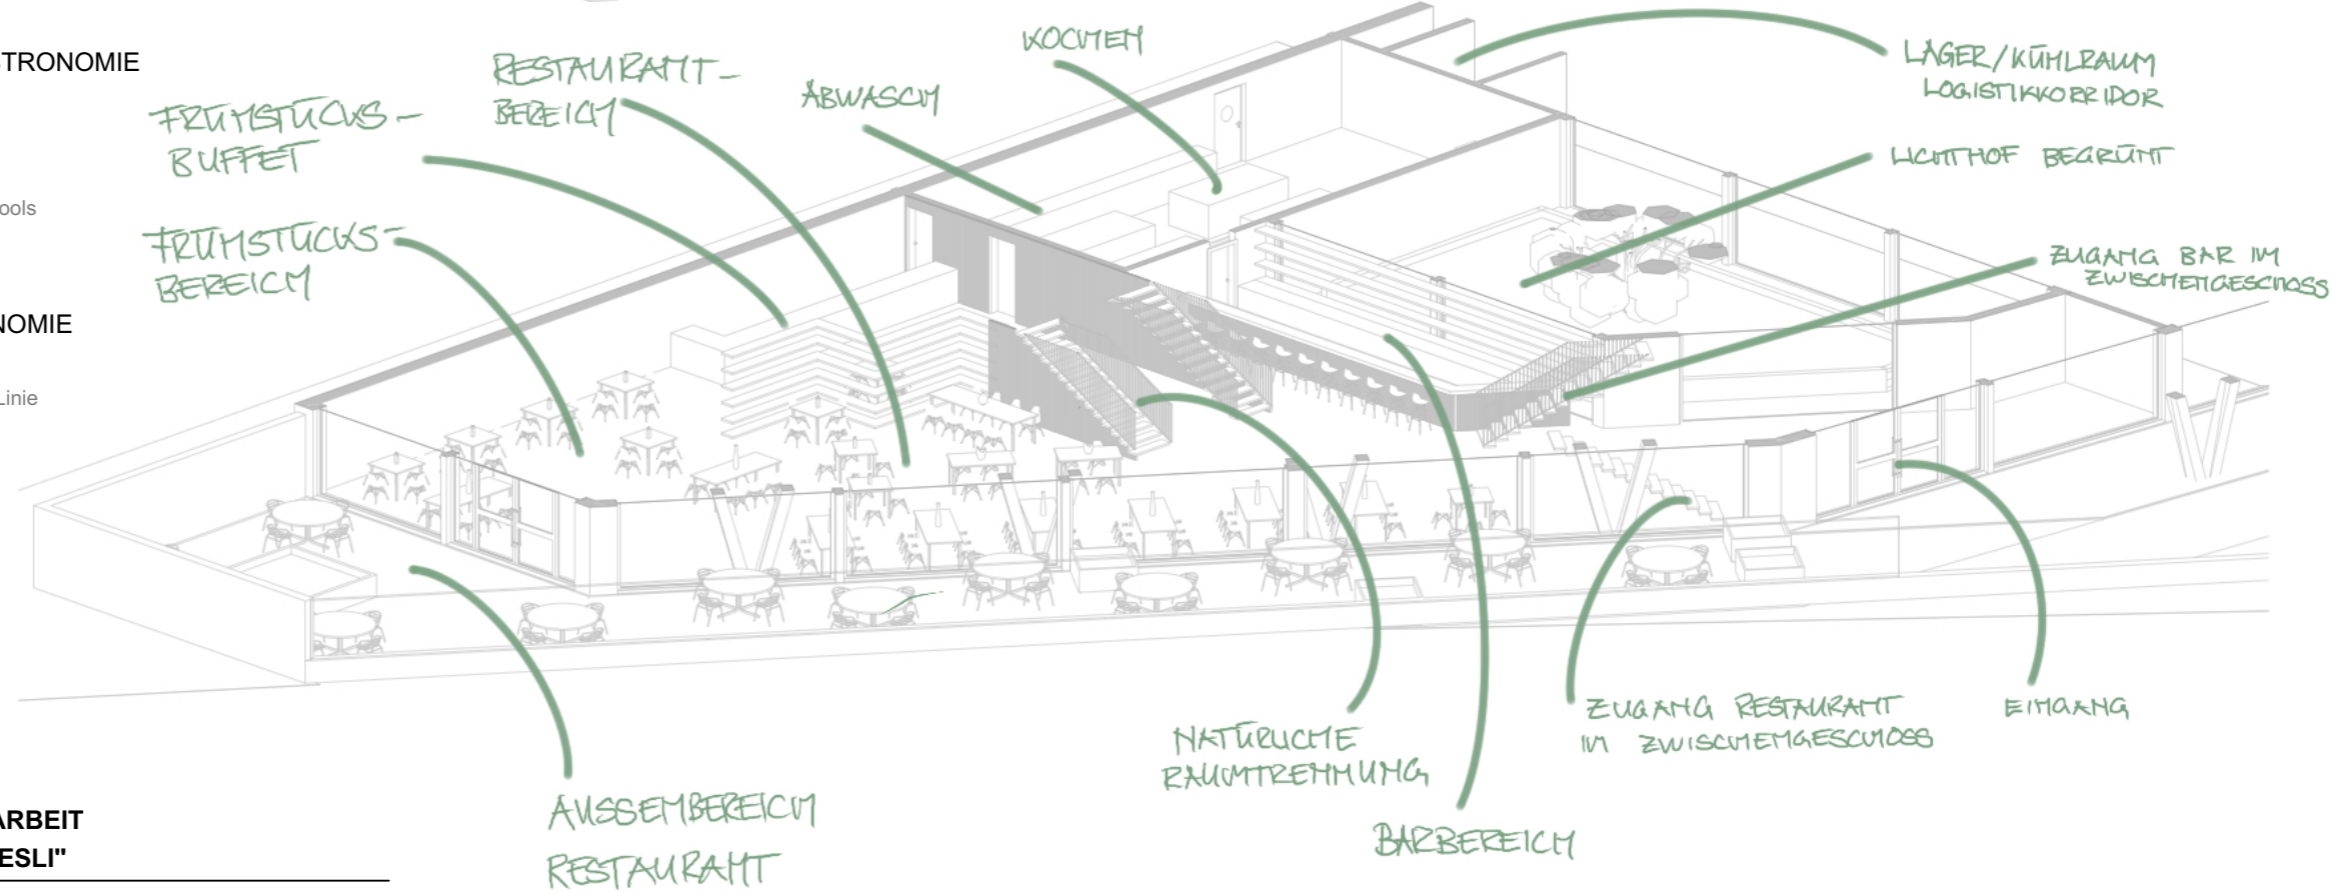 TRONOMIE
ools
NOMIE
Linie
ARBEIT
ESLI"
FRÜHSTÜCKS-
BUFFET
FRÜHSTÜCKS-
BEREICH
RESTAURANT-
BEREICH
ABWASCH
KOCHEN
LAGER/KÜHLRAUM
LOGISTIKKORRIDOR
LICHTHOF BEGRÜNT
ZUGANG BAR IM
ZWISCHENGESCHOSS
AUSSENBEREICH
RESTAURANT
NATÜRLICHE
RAUMTRENNUNG
BARBEREICH
ZUGANG RESTAURANT
IM ZWISCHENGESCHOSS
EINGANG